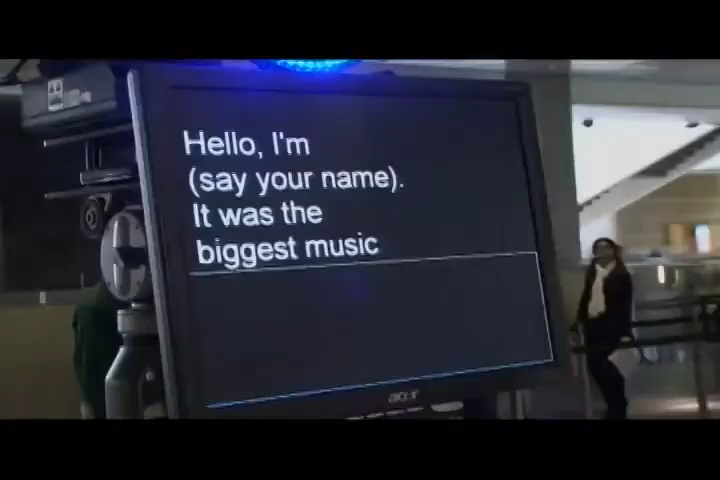 Hello, I'm
(say your name).
It was the
biggest music
acer